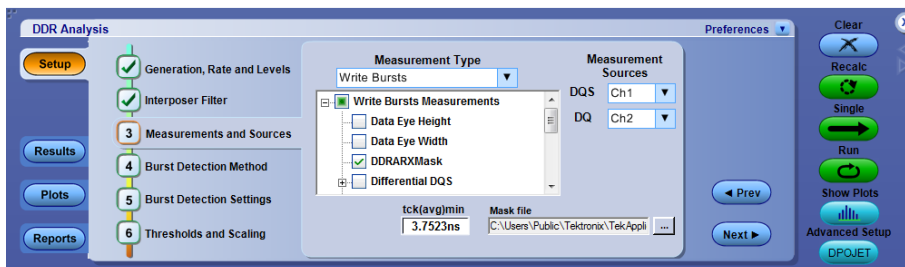 DDR Analysis
Preferences
Setup
Results
Plots
Reports
Generation, Rate and Levels
Interposer Filter
3 Measurements and Sources
4 Burst Detection Method
5 Burst Detection Settings
6 Thresholds and Scaling
Measurement Type
Write Bursts
Write Bursts Measurements
Data Eye Height
Data Eye Width
DDRARXMask
Differential DQS
tck(avg)min
3.7523ns
Mask file
C:\Users\Public\Tektronix\TekAppli
...
Measurement
Sources
DQS Ch1
DQ Ch2
Prev
Next
Clear
X
Recalc
Single
Run
Show Plots
Advanced Setup
DPOJET